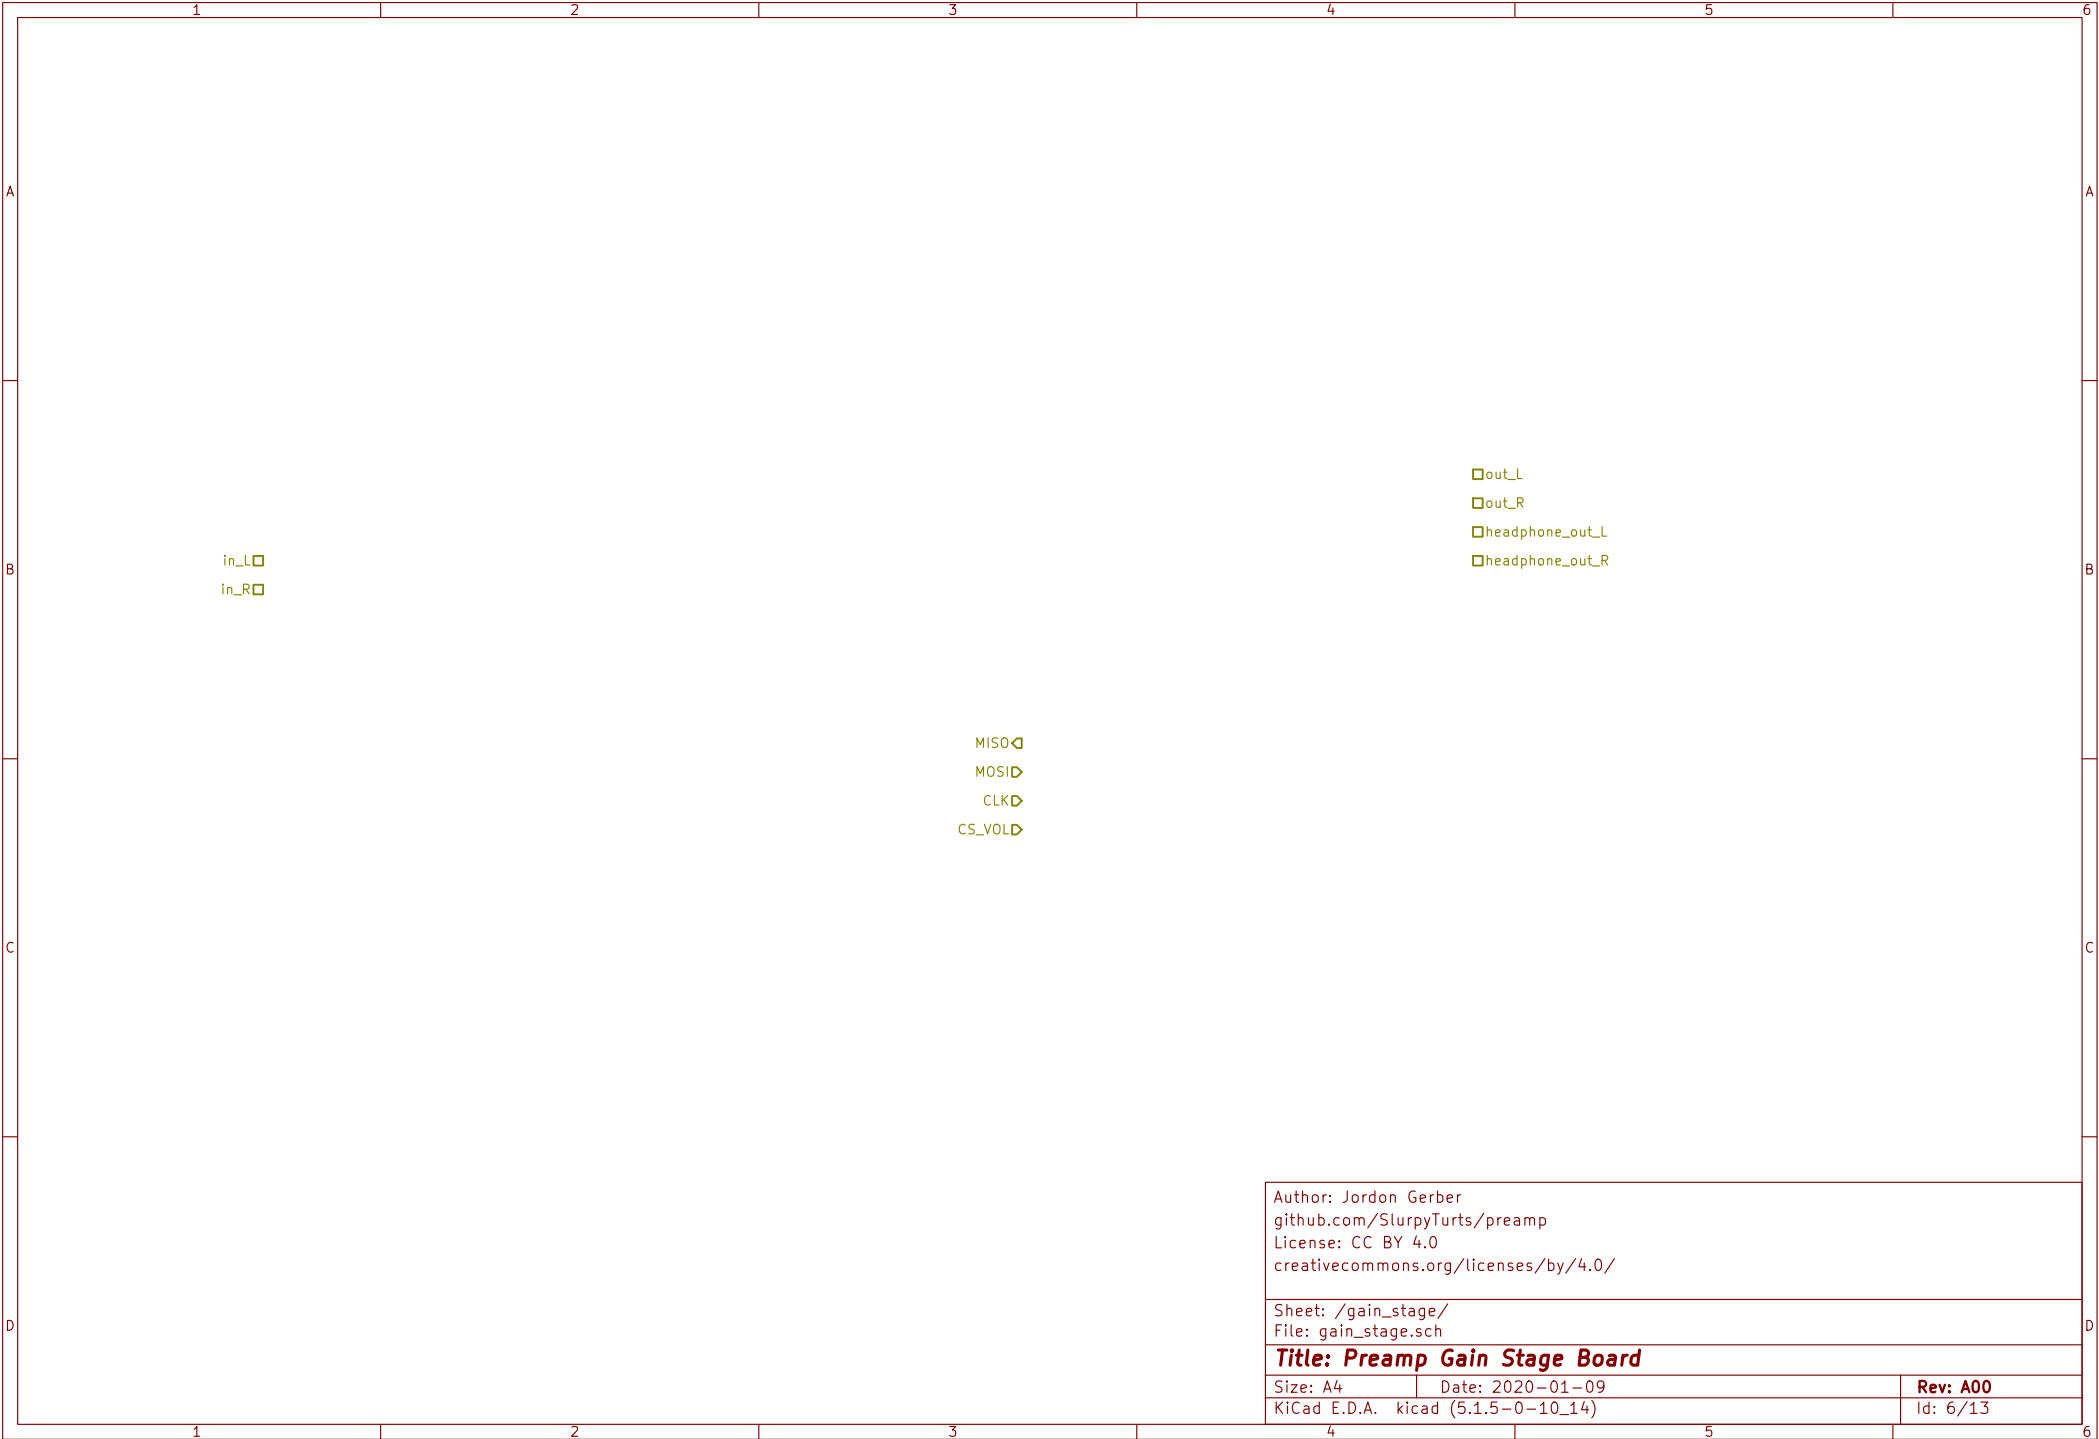 1 2 3 4 5 6
A A
out_L
out_R
headphone_out_L
in_L headphone_out_R
B B
in_R
MISO
MOSI
CLK
CS_VOL
C C
Author: Jordon Gerber
github.com/SlurpyTurts/preamp
License: CC BY 4.0
creativecommons.org/licenses/by/4.0/
Sheet: /gain_stage/
D D
File: gain_stage.sch
Title: Preamp Gain Stage Board
Size: A4 Date: 2020-01-09 Rev: A00
KiCad E.D.A. kicad (5.1.5-0-10_14) Id: 6/13
1 2 3 4 5 6